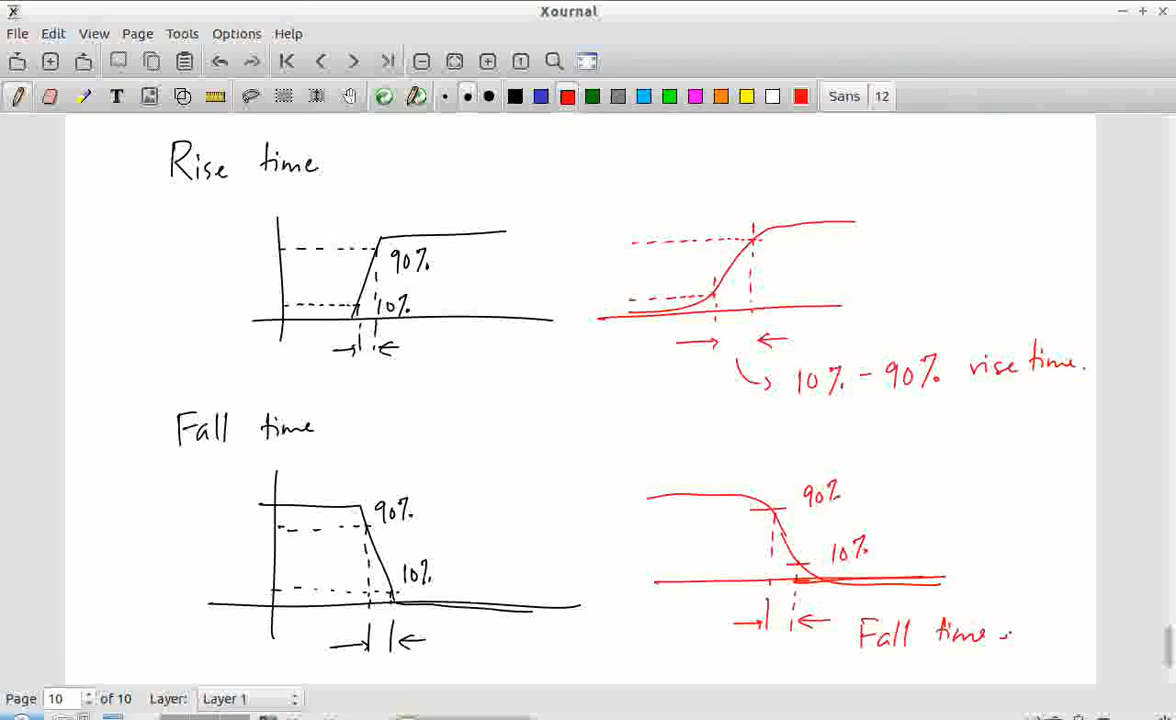 Xournal
File Edit View Page Tools Options Help
Sans 12
Rise time
90%
10%
10% - 90% rise time.
Fall time
90%
10%
90%
10%
Fall time
Page 10 of 10 Layer: Layer 1